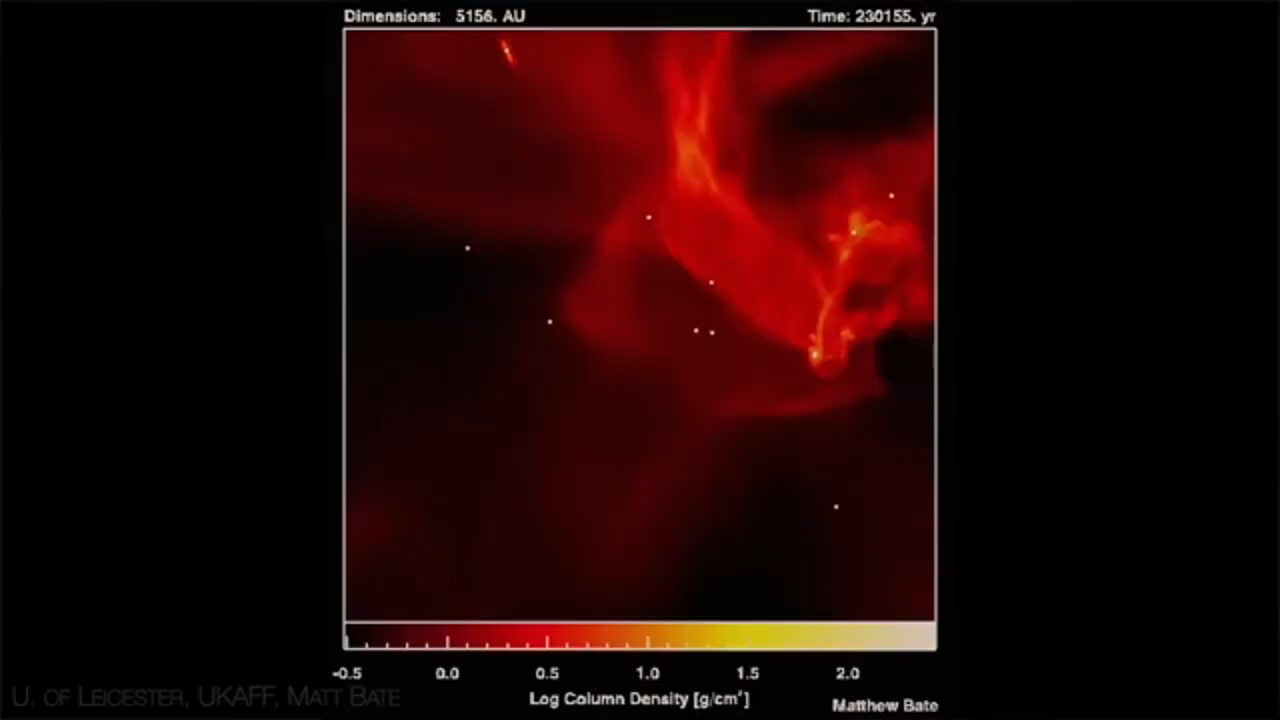 Dimensions: 5156. AU
Time: 230155. yr
-0.5 0.0 0.5 1.0 1.5 2.0
Log Column Density [g/cm²]
U. of Leicester, UKAFF, Matt Bate
Matthew Bate